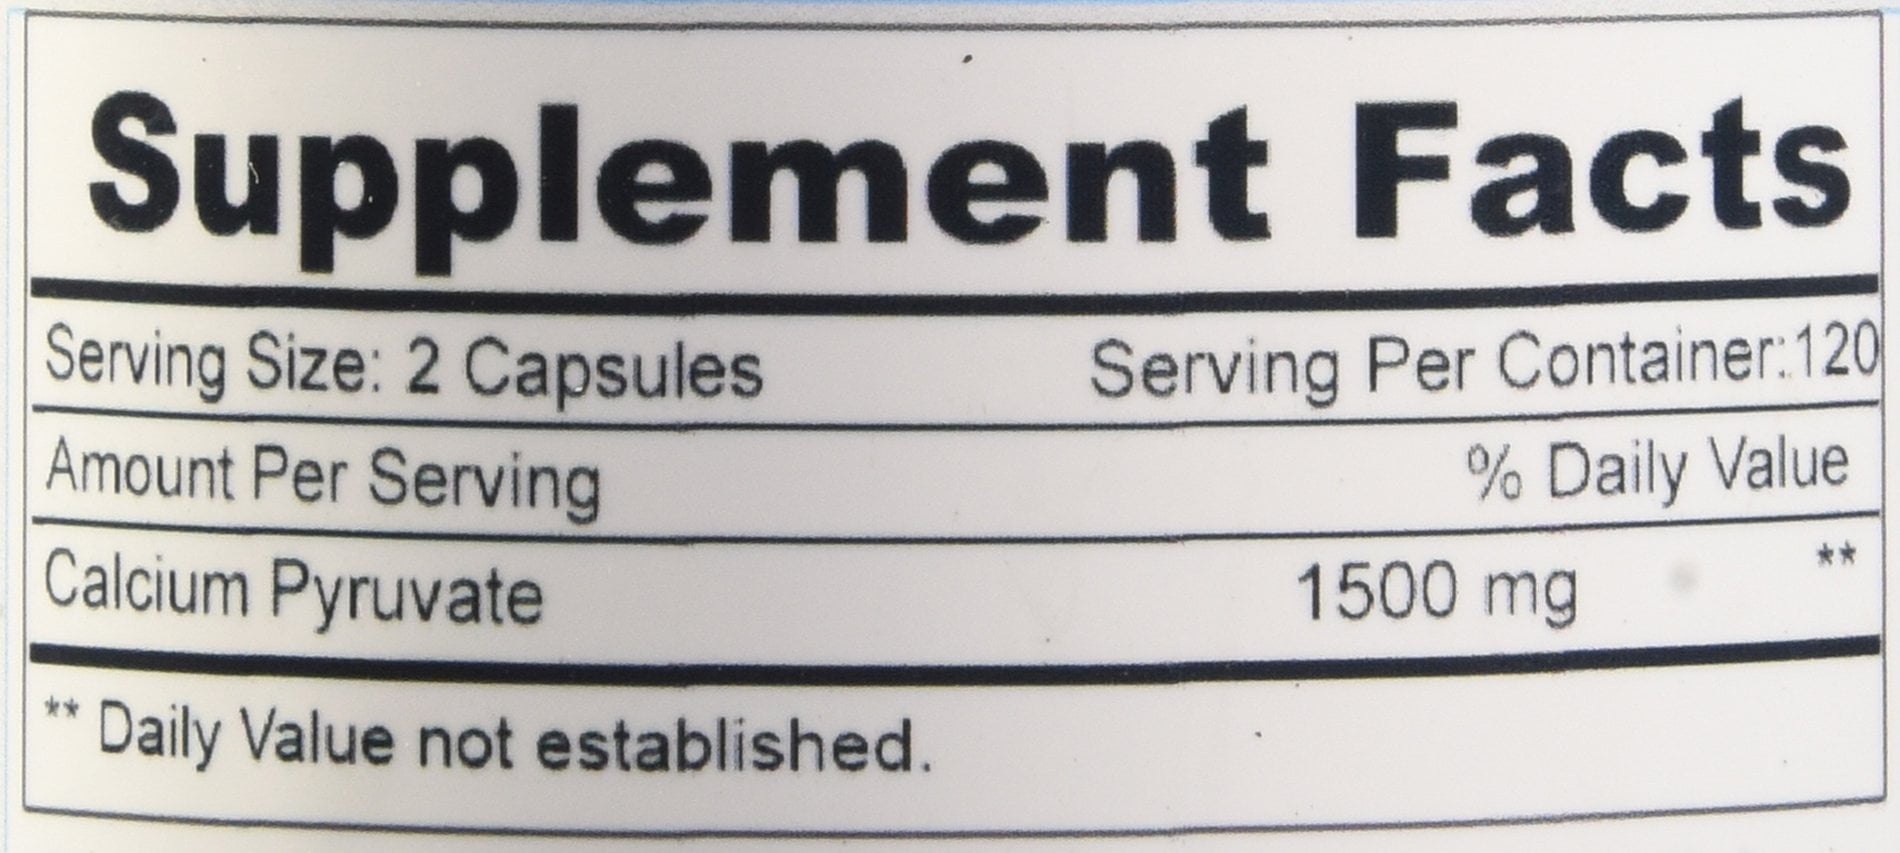 Supplement Facts
Serving Size: 2 Capsules Serving Per Container:120
Amount Per Serving % Daily Value
Calcium Pyruvate 1500 mg **
** Daily Value not established.